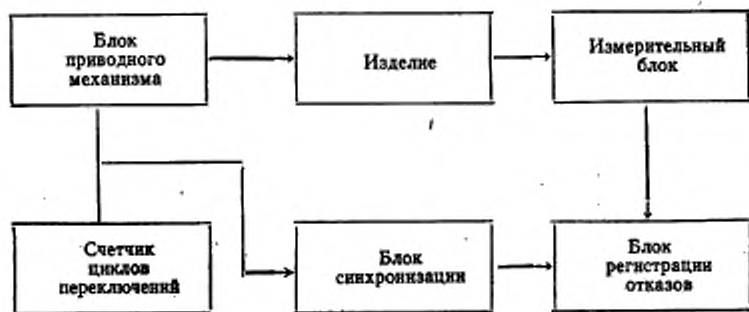 Блок
приводного
механизма
Изделие
Измерительный
блок
Счетчик
циклов
переключений
Блок
синхронизации
Блок
регистрации
отказов